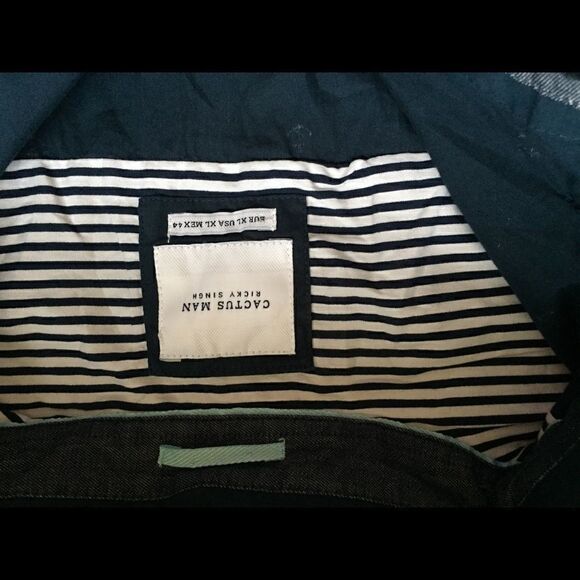 CACTUS MAN
RICKY SINGH
EUR XL USA XL MEX 44